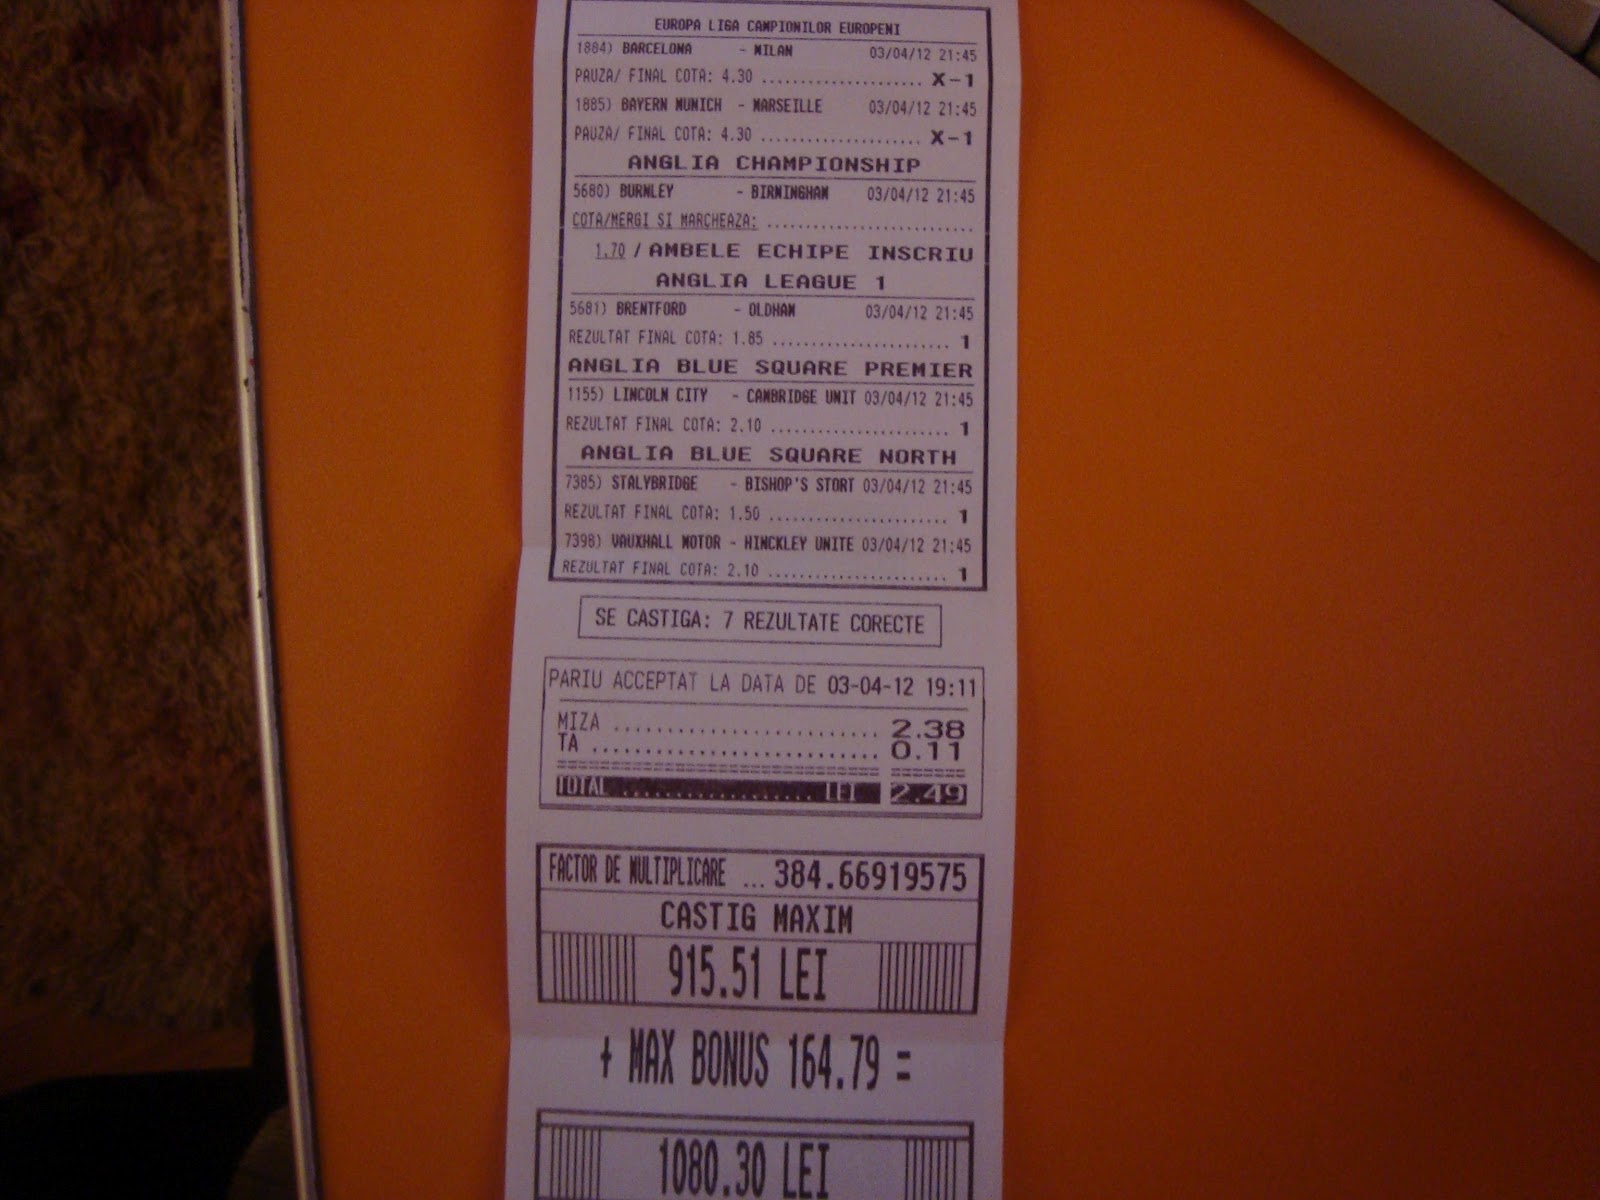 EUROPA LIGA CAMPIONILOR EUROPENI
1884) BARCELONA - MILAN 03/04/12 21:45
PAUZA/ FINAL COTA: 4.30 ...................... X-1
1885) BAYERN MUNICH - MARSEILLE 03/04/12 21:45
PAUZA/ FINAL COTA: 4.30 ...................... X-1
ANGLIA CHAMPIONSHIP
5680) BURNLEY - BIRMINGHAM 03/04/12 21:45
COTA/MERGI SI MARCHEAZA: ............................
1.70 / AMBELE ECHIPE INSCRIU
ANGLIA LEAGUE 1
5681) BRENTFORD - OLDHAM 03/04/12 21:45
REZULTAT FINAL COTA: 1.85 ........................ 1
ANGLIA BLUE SQUARE PREMIER
1155) LINCOLN CITY - CAMBRIDGE UNIT 03/04/12 21:45
REZULTAT FINAL COTA: 2.10 ........................ 1
ANGLIA BLUE SQUARE NORTH
7385) STALYBRIDGE - BISHOP'S STORT 03/04/12 21:45
REZULTAT FINAL COTA: 1.50 ........................ 1
7398) VAUXHALL MOTOR - HINCKLEY UNITE 03/04/12 21:45
REZULTAT FINAL COTA: 2.10 ........................ 1
SE CASTIGA: 7 REZULTATE CORECTE
PARIU ACCEPTAT LA DATA DE 03-04-12 19:11
MIZA ............................ 2.38
TA .............................. 0.11
TOTAL .................... LEI 2.49
FACTOR DE MULTIPLICARE ... 384.66919575
CASTIG MAXIM
915.51 LEI
+ MAX BONUS 164.79 =
1080.30 LEI